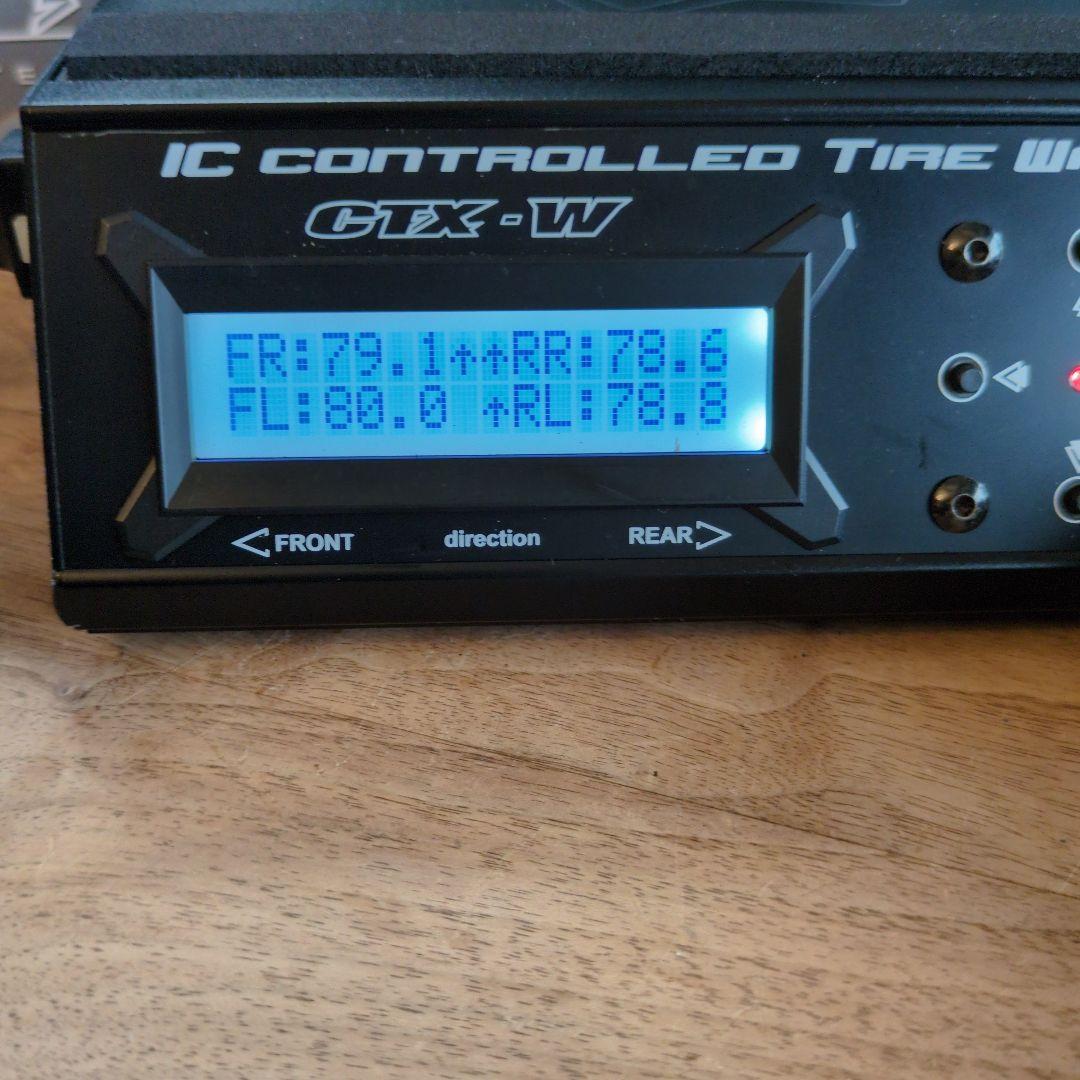 IC CONTROLLED TIRE
CTX-W
FR:79.1↑↑RR:78.6
FL:80.0 ↑RL:78.8
FRONT direction REAR